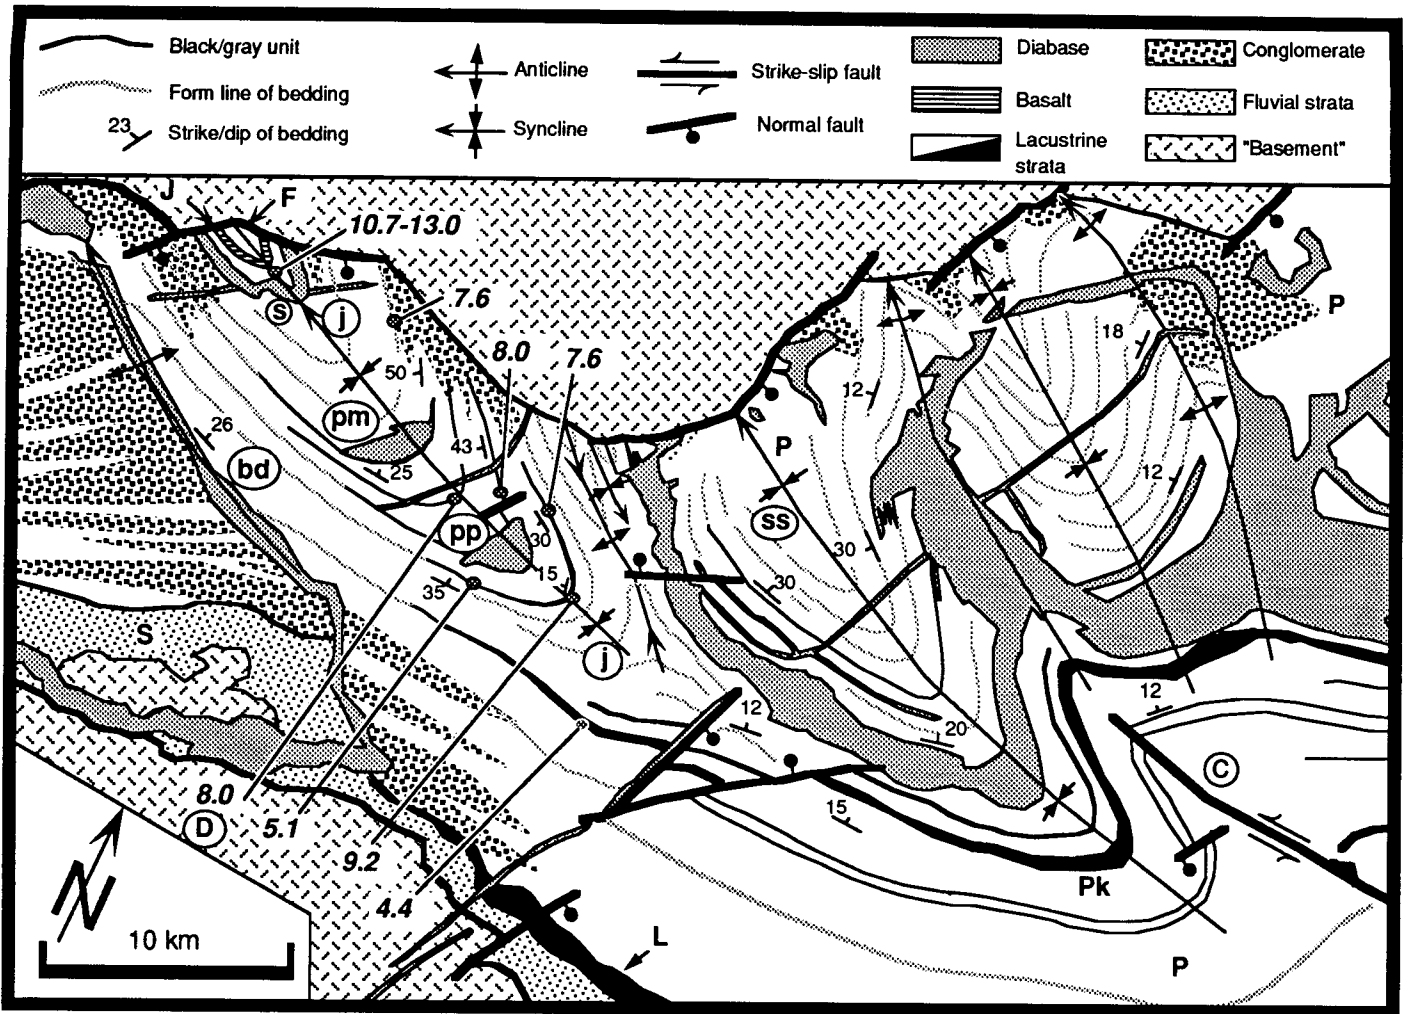 Black/gray unit
Form line of bedding
23 Strike/dip of bedding
Anticline
Syncline
Strike-slip fault
Normal fault
Diabase
Basalt
Lacustrine
strata
Conglomerate
Fluvial strata
"Basement"
J
F
10.7-13.0
7.6
s
j
8.0
7.6
50
pm
26
bd
43
25
pp
30
15
35
j
P
18
12
P
12
ss
30
30
12
S
12
20
12
C
15
8.0
D
5.1
9.2
4.4
Pk
N
10 km
L
P